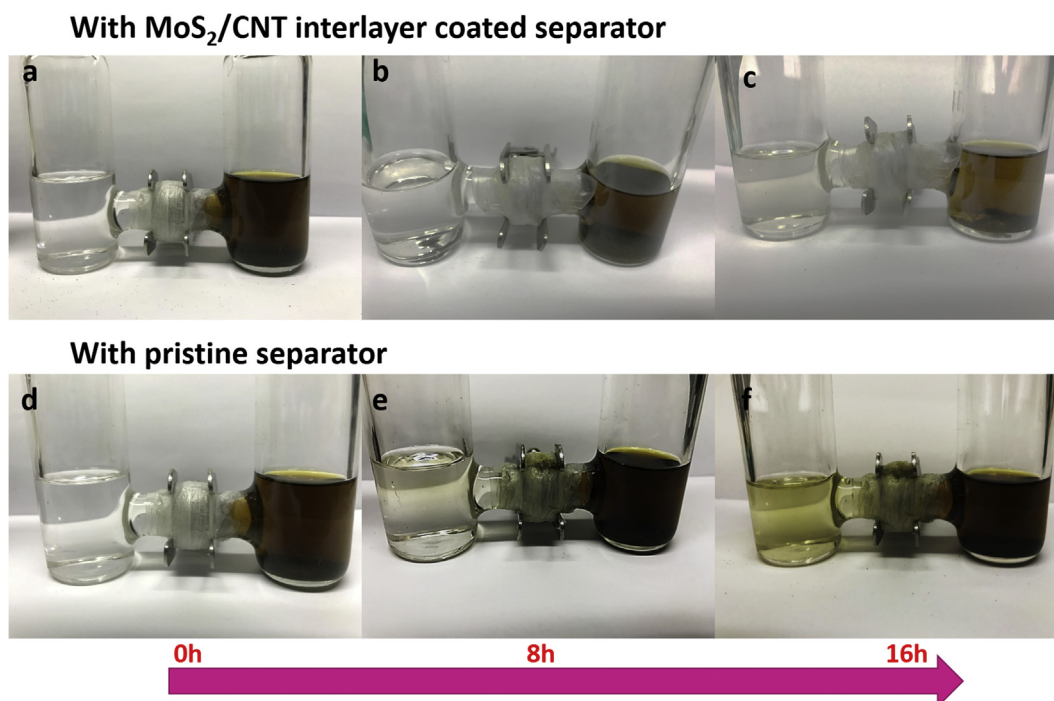 With MoS₂/CNT interlayer coated separator
a
b
c
With pristine separator
d
e
f
0h
8h
16h